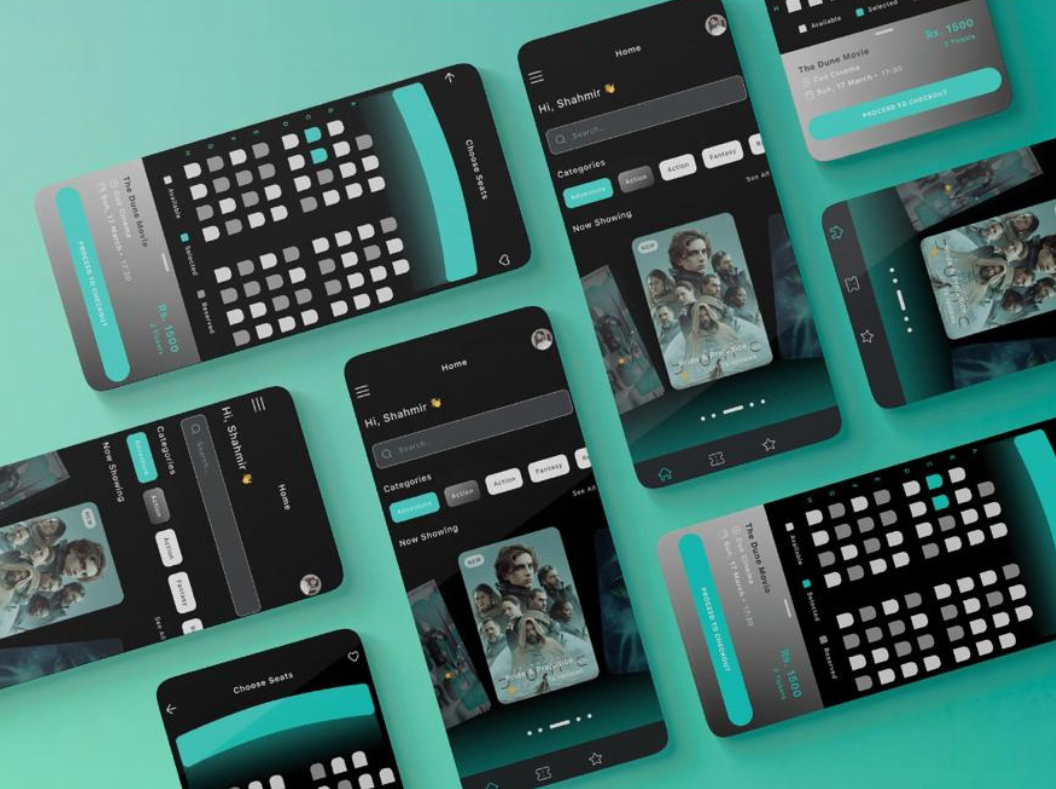 Choose Seats
A
B
C
D
E
F
G
H
Available
Selected
Reserved
The Dune Movie
Cue Cinema
Sun, 17 March • 17:30
Rs. 1500
2 Tickets
PROCEED TO CHECKOUT
Home
Hi, Shahmir 👋
Search...
Categories
Adventure
Action
Action
Fantasy
See All
Now Showing
NEW
Pride & Prejudice
Available
Selected
The Dune Movie
Cue Cinema
Sun, 17 March • 17:30
Rs. 1500
2 Tickets
PROCEED TO CHECKOUT
Home
Hi, Shahmir 👋
Search...
Categories
Adventure
Action
Action
Fantasy
See All
Now Showing
NEW
Home
Hi, Shahmir 👋
Search...
Categories
Adventure
Action
Action
Fantasy
See All
Now Showing
NEW
Pride & Prejudice
A
B
C
D
E
F
G
H
Available
Selected
Reserved
The Dune Movie
Cue Cinema
Sun, 17 March • 17:30
Rs. 1500
2 Tickets
PROCEED TO CHECKOUT
Choose Seats